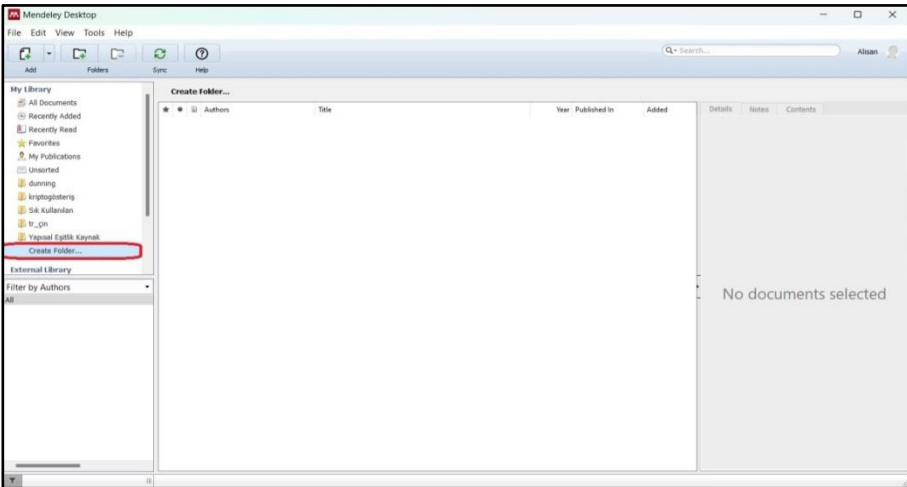 Mendeley Desktop
File Edit View Tools Help
Search...
Alisan
Add Folders Sync Help
My Library
All Documents
Recently Added
Recently Read
Favorites
My Publications
Unsorted
dunning
kriptogösteriş
Sık Kullanılan
tr_çin
Yapısal Eşitlik Kaynak
Create Folder...
External Library
Filter by Authors
All
Create Folder...
Authors Title Year Published In Added
Details Notes Contents
No documents selected